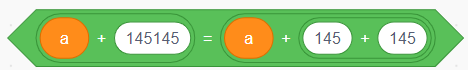 a + 145145 = a + 145 + 145